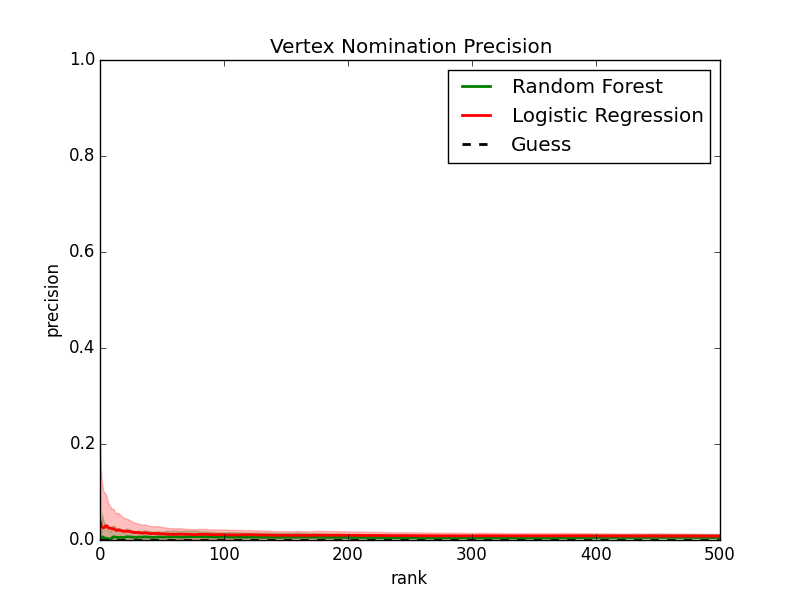 Vertex Nomination Precision
1.0
0.8
0.6
0.4
0.2
0.0
precision
Random Forest
Logistic Regression
Guess
0 100 200 300 400 500
rank